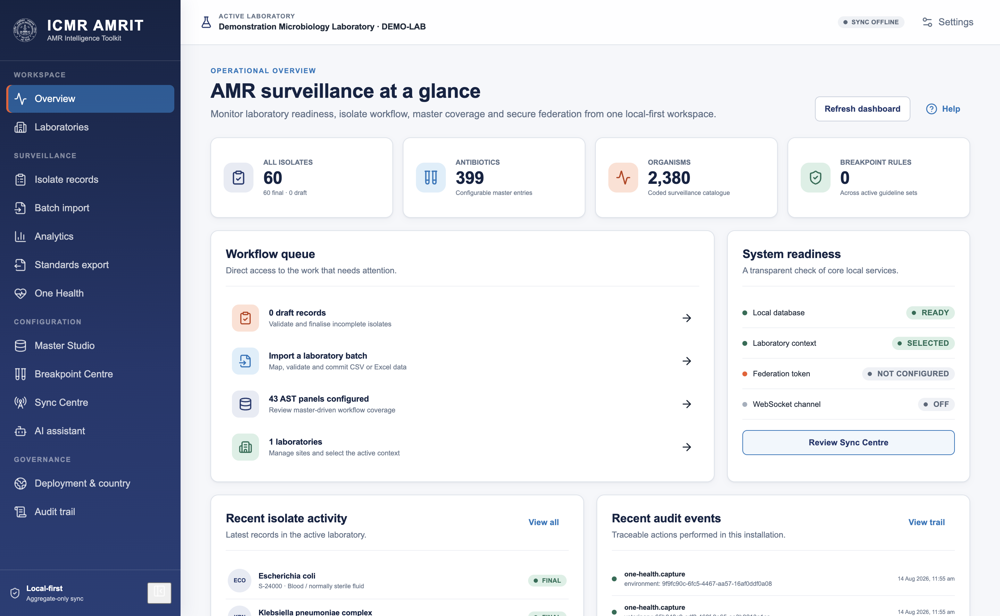 ICMR AMRIT
AMR Intelligence Toolkit
WORKSPACE
Overview
Laboratories
SURVEILLANCE
Isolate records
Batch import
Analytics
Standards export
One Health
CONFIGURATION
Master Studio
Breakpoint Centre
Sync Centre
AI assistant
GOVERNANCE
Deployment & country
Audit trail
Local-first
Aggregate-only sync
ACTIVE LABORATORY
Demonstration Microbiology Laboratory · DEMO-LAB
SYNC OFFLINE
Settings
OPERATIONAL OVERVIEW
AMR surveillance at a glance
Monitor laboratory readiness, isolate workflow, master coverage and secure federation from one local-first workspace.
Refresh dashboard
Help
ALL ISOLATES
60
60 final · 0 draft
ANTIBIOTICS
399
Configurable master entries
ORGANISMS
2,380
Coded surveillance catalogue
BREAKPOINT RULES
0
Across active guideline sets
Workflow queue
Direct access to the work that needs attention.
0 draft records
Validate and finalise incomplete isolates
Import a laboratory batch
Map, validate and commit CSV or Excel data
43 AST panels configured
Review master-driven workflow coverage
1 laboratories
Manage sites and select the active context
System readiness
A transparent check of core local services.
Local database READY
Laboratory context SELECTED
Federation token NOT CONFIGURED
WebSocket channel OFF
Review Sync Centre
Recent isolate activity
View all
Latest records in the active laboratory.
ECO
Escherichia coli
S-24000 · Blood / normally sterile fluid
FINAL
Klebsiella pneumoniae complex
Recent audit events
View trail
Traceable actions performed in this installation.
one-health.capture
environment: 9f9fc90c-6fc5-4467-aa57-16af0ddf0a08
14 Aug 2026, 11:55 am
one-health.capture
14 Aug 2026, 11:55 am